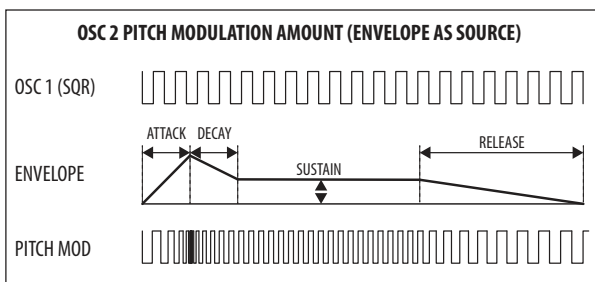 OSC 2 PITCH MODULATION AMOUNT (ENVELOPE AS SOURCE)
OSC 1 (SQR)
ATTACK DECAY RELEASE
ENVELOPE SUSTAIN
PITCH MOD